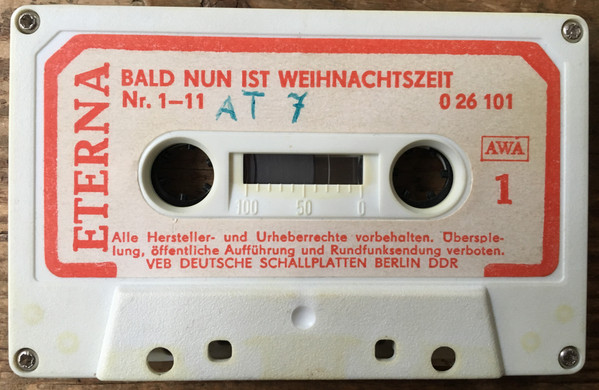 ETERNA
BALD NUN IST WEIHNACHTSZEIT
Nr. 1–11 AT 7 0 26 101
AWA
1
100 50 0
Alle Hersteller- und Urheberrechte vorbehalten. Überspie-
lung, öffentliche Aufführung und Rundfunksendung verboten.
VEB DEUTSCHE SCHALLPLATTEN BERLIN DDR